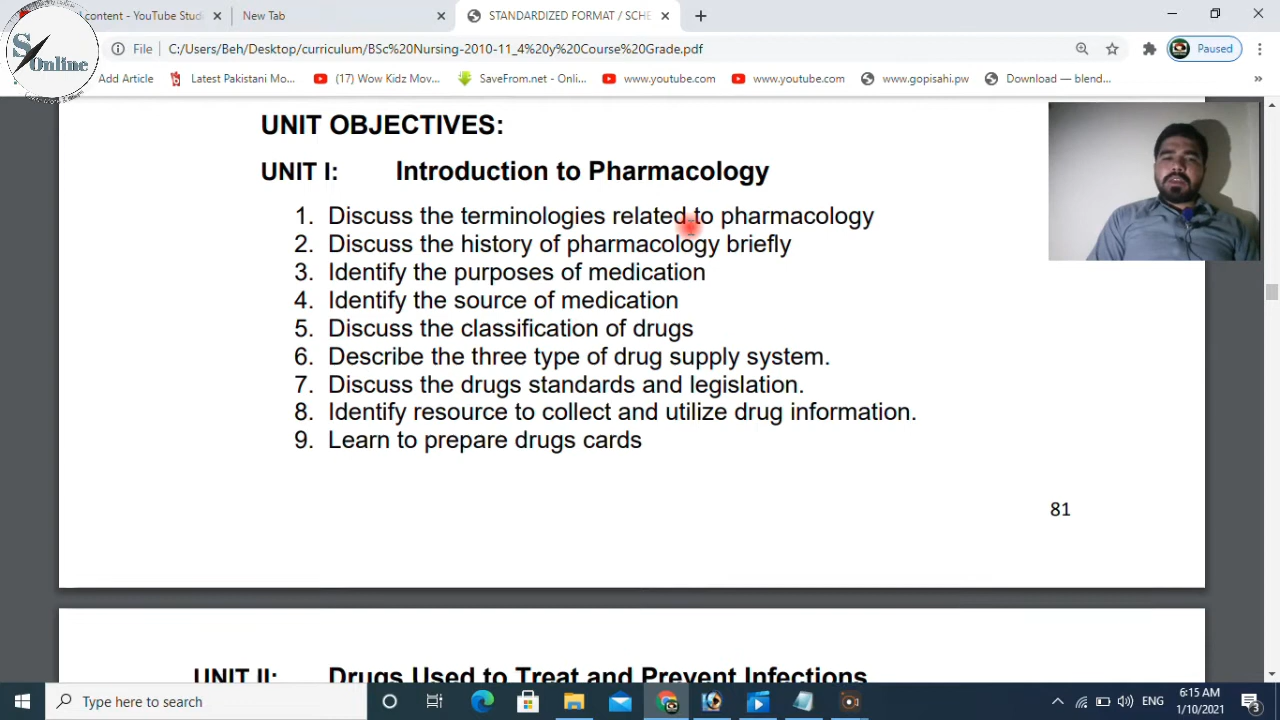 content - YouTube Studi
New Tab
STANDARDIZED FORMAT / SCHE
S
Online
File
C:/Users/Beh/Desktop/curriculum/BSc%20Nursing-2010-11_4%20y%20Course%20Grade.pdf
Paused
Add Article
Latest Pakistani Mo...
(17) Wow Kidz Mov...
SaveFrom.net - Onli...
www.youtube.com
www.youtube.com
www.gopisahi.pw
Download — blend...
»
UNIT OBJECTIVES:
UNIT I: Introduction to Pharmacology
1. Discuss the terminologies related to pharmacology
2. Discuss the history of pharmacology briefly
3. Identify the purposes of medication
4. Identify the source of medication
5. Discuss the classification of drugs
6. Describe the three type of drug supply system.
7. Discuss the drugs standards and legislation.
8. Identify resource to collect and utilize drug information.
9. Learn to prepare drugs cards
81
UNIT II: Drugs Used to Treat and Prevent Infections
Type here to search
ENG
6:15 AM
1/10/2021
3